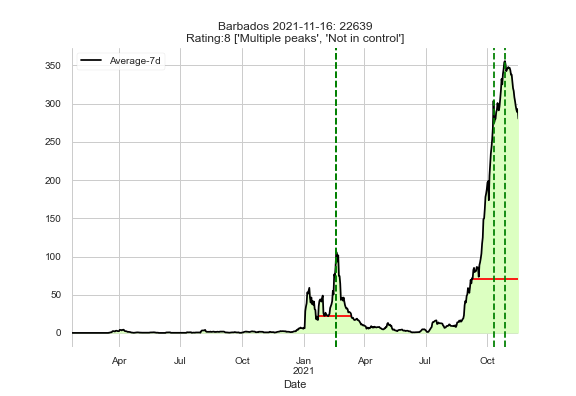 Barbados 2021-11-16: 22639
Rating:8 ['Multiple peaks', 'Not in control']
Average-7d
350
300
250
200
150
100
50
0
Apr Jul Oct Jan Apr Jul Oct
2021
Date